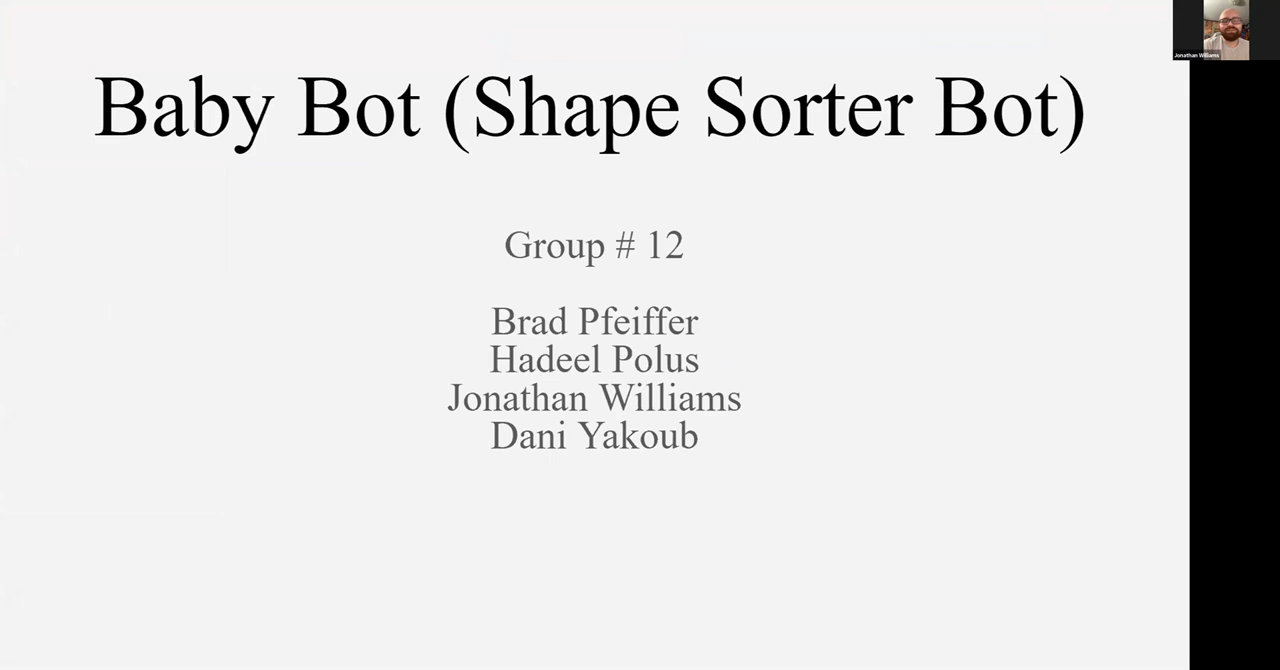 Baby Bot (Shape Sorter Bot)
Group # 12
Brad Pfeiffer
Hadeel Polus
Jonathan Williams
Dani Yakoub
Jonathan Williams